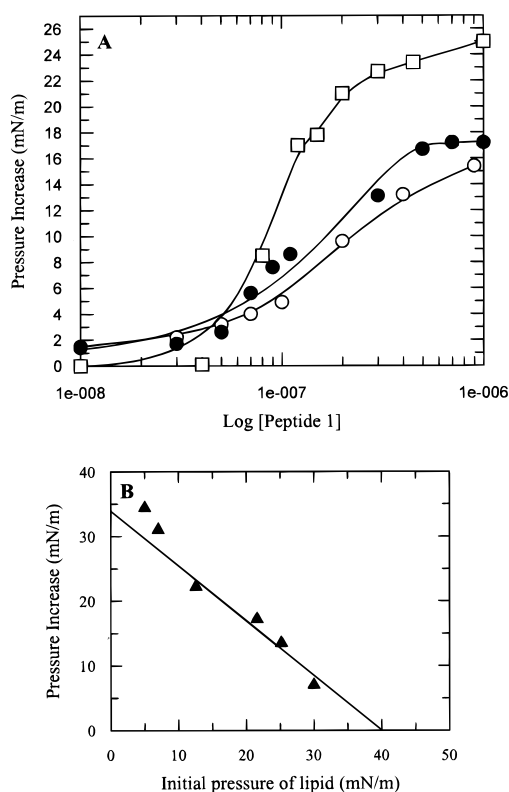 A
26
24
22
20
18
16
14
12
10
8
6
4
2
0
Pressure Increase (mN/m)
1e-008
1e-007
1e-006
Log [Peptide 1]
B
40
30
20
10
0
Pressure Increase (mN/m)
0
10
20
30
40
50
Initial pressure of lipid (mN/m)